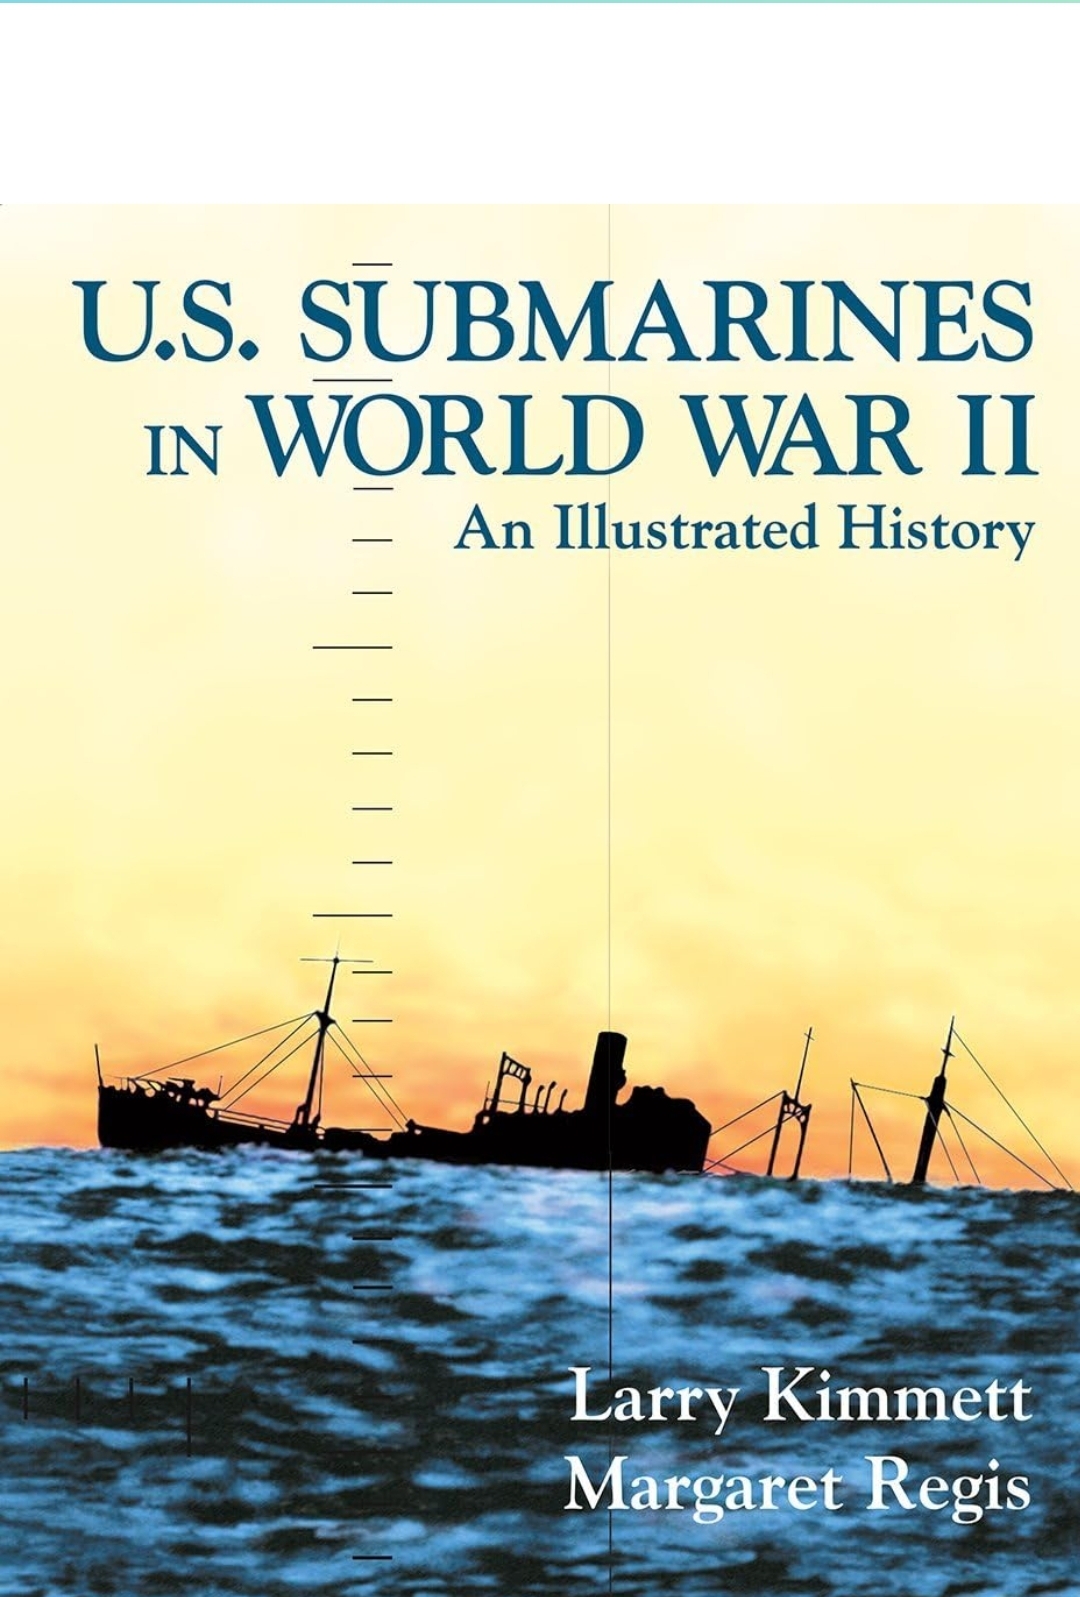 U.S. SUBMARINES
IN WORLD WAR II
An Illustrated History
Larry Kimmett
Margaret Regis